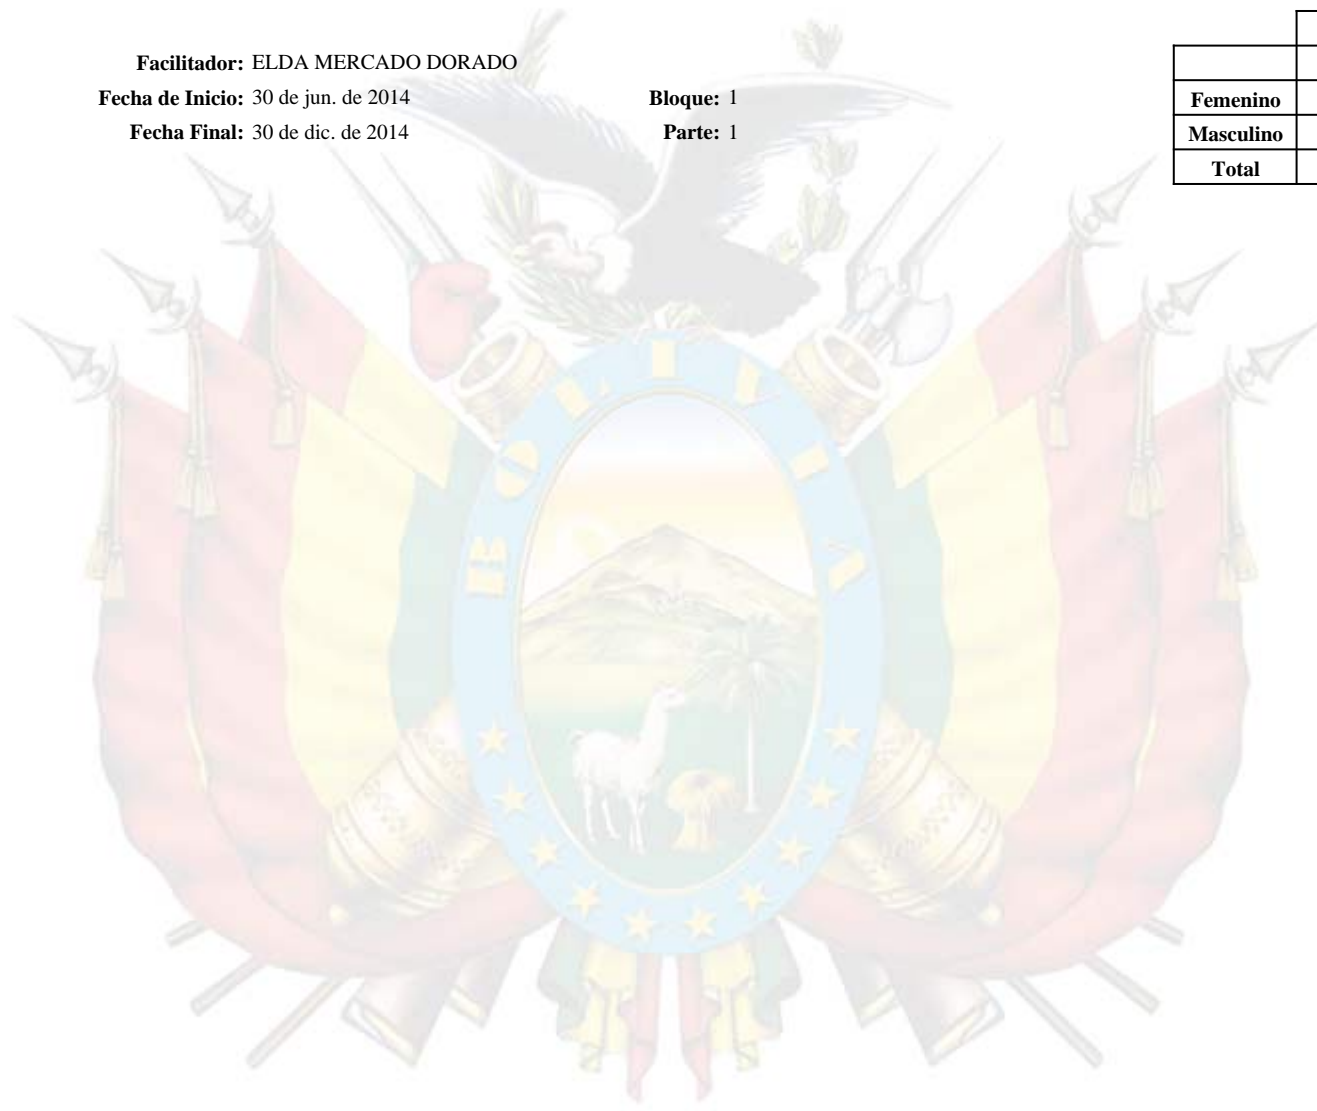 Facilitador: ELDA MERCADO DORADO
Fecha de Inicio: 30 de jun. de 2014 Bloque: 1
Fecha Final: 30 de dic. de 2014 Parte: 1
Femenino
Masculino
Total
BOLIVIA